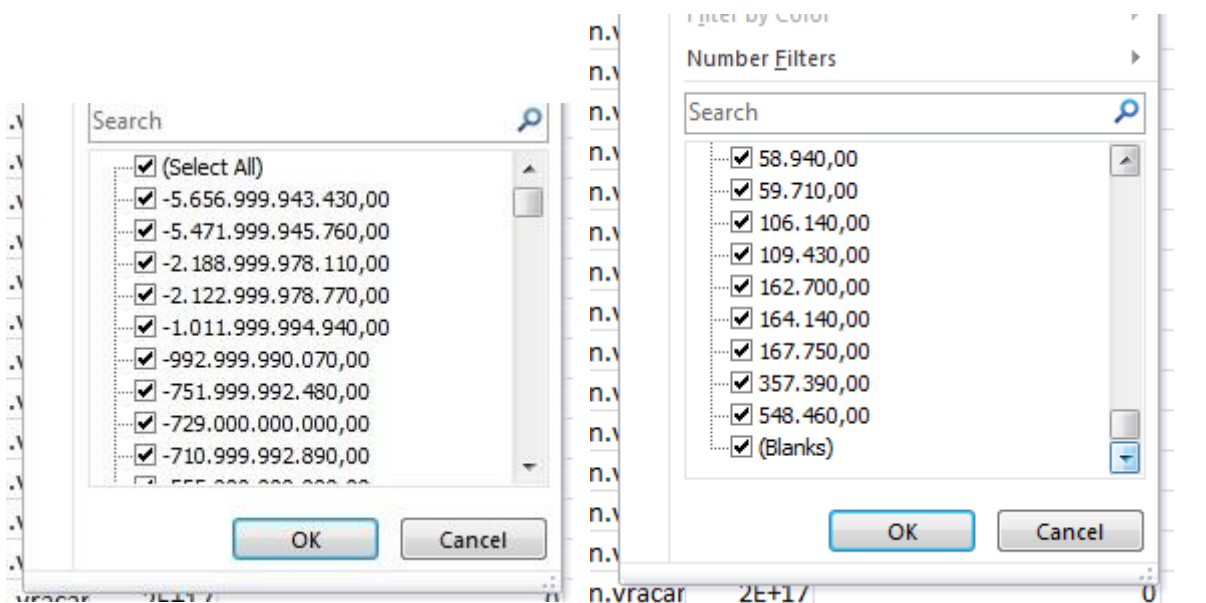 Search
(Select All)
-5.656.999.943.430,00
-5.471.999.945.760,00
-2.188.999.978.110,00
-2.122.999.978.770,00
-1.011.999.994.940,00
-992.999.990.070,00
-751.999.992.480,00
-729.000.000.000,00
-710.999.992.890,00
OK Cancel
Filter by Color
Number Filters
Search
58.940,00
59.710,00
106.140,00
109.430,00
162.700,00
164.140,00
167.750,00
357.390,00
548.460,00
(Blanks)
OK Cancel
n.vracar 2E+17 0